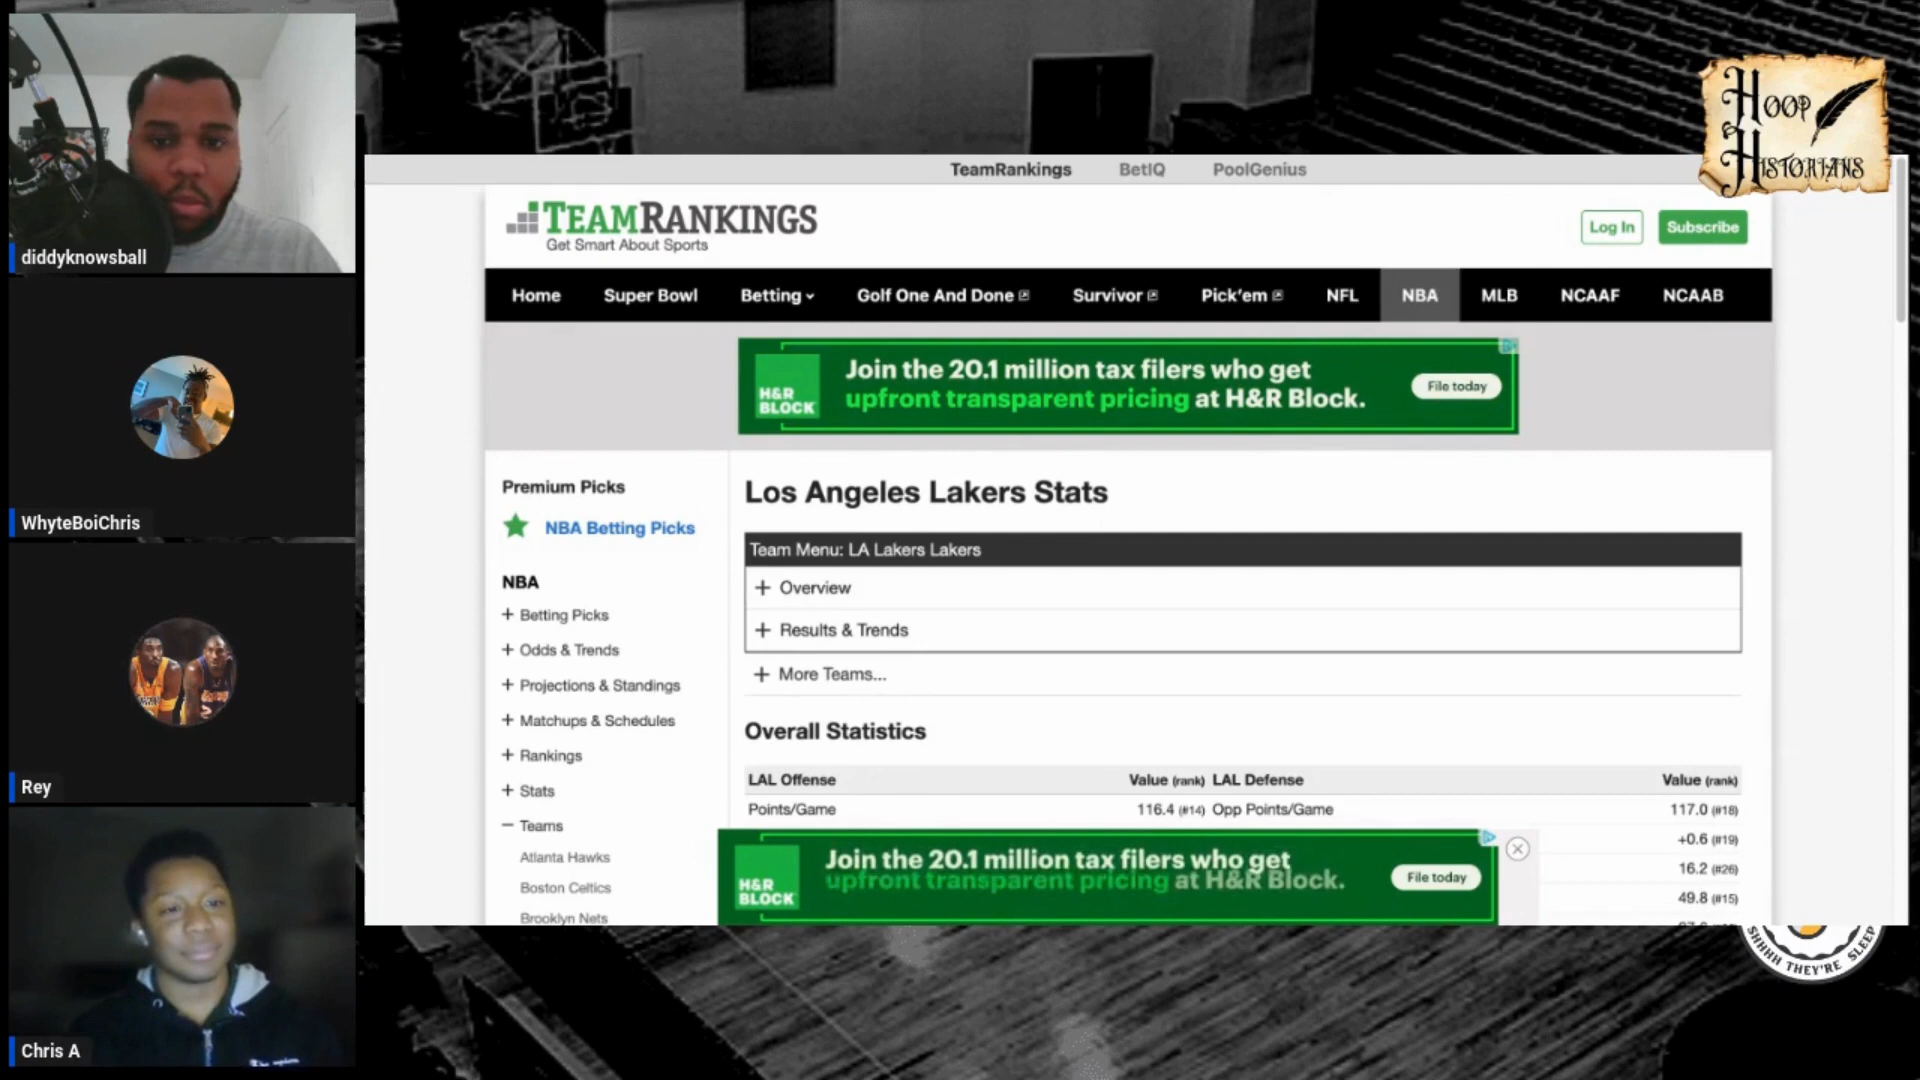 diddyknowsball
WhyteBoiChris
Rey
Chris A
HOOP
HISTORIANS
TeamRankings BetIQ PoolGenius
TEAMRANKINGS
Get Smart About Sports
Log In Subscribe
Home Super Bowl Betting Golf One And Done Survivor Pick'em NFL NBA MLB NCAAF NCAAB
H&R
BLOCK
Join the 20.1 million tax filers who get
upfront transparent pricing at H&R Block.
File today
Premium Picks
NBA Betting Picks
NBA
+ Betting Picks
+ Odds & Trends
+ Projections & Standings
+ Matchups & Schedules
+ Rankings
+ Stats
− Teams
Atlanta Hawks
Boston Celtics
Brooklyn Nets
Los Angeles Lakers Stats
Team Menu: LA Lakers Lakers
+ Overview
+ Results & Trends
+ More Teams...
Overall Statistics
LAL Offense Value (rank) LAL Defense Value (rank)
Points/Game 116.4 (#14) Opp Points/Game 117.0 (#18)
+0.6 (#19)
16.2 (#26)
49.8 (#15)
H&R
BLOCK
Join the 20.1 million tax filers who get
upfront transparent pricing at H&R Block.
File today
SHHHH THEY'RE SLEEP